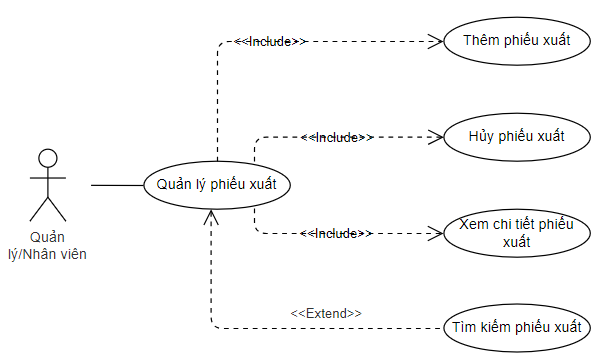 <<Include>>
Thêm phiếu xuất
<<Include>>
Hủy phiếu xuất
Quản lý phiếu xuất
Quản
lý/Nhân viên
<<Include>>
Xem chi tiết phiếu
xuất
<<Extend>>
Tìm kiếm phiếu xuất